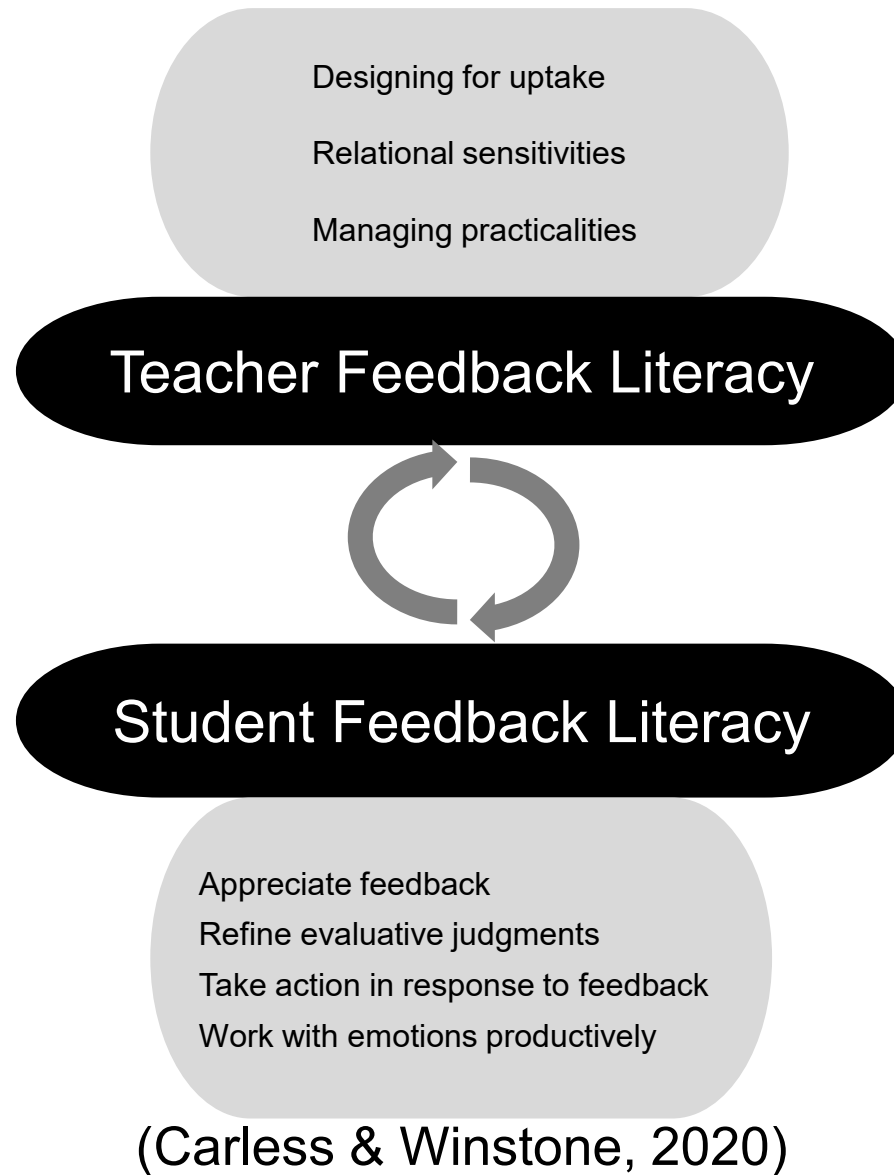 Designing for uptake
Relational sensitivities
Managing practicalities
Teacher Feedback Literacy
Student Feedback Literacy
Appreciate feedback
Refine evaluative judgments
Take action in response to feedback
Work with emotions productively
(Carless & Winstone, 2020)